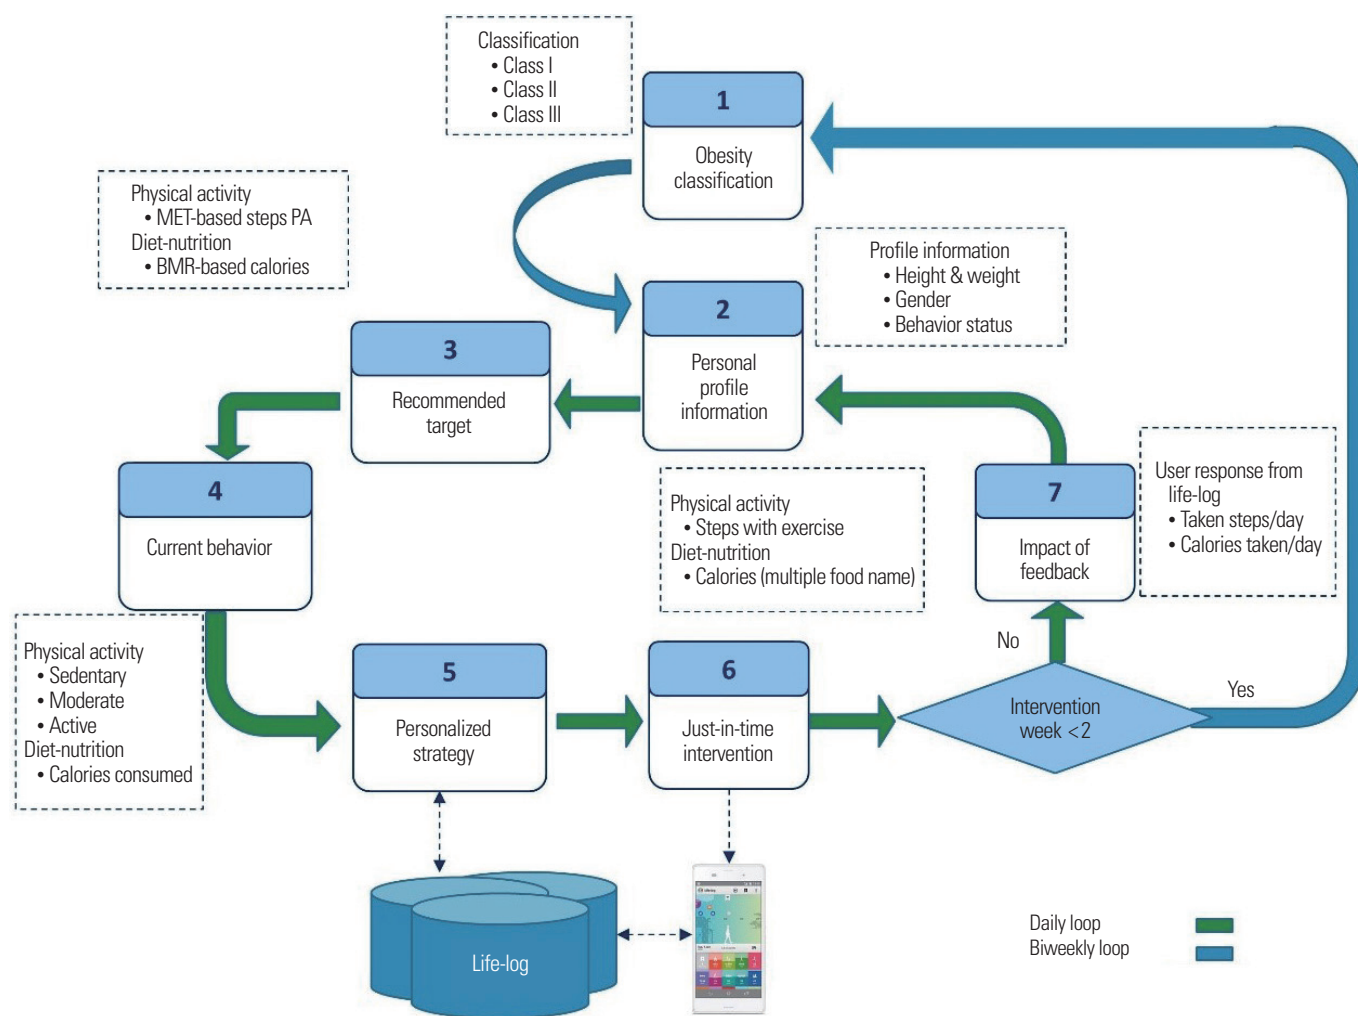 Classification
• Class I
• Class II
• Class III
1
Obesity
classification
Physical activity
• MET-based steps PA
Diet-nutrition
• BMR-based calories
Profile information
• Height & weight
• Gender
• Behavior status
2
Personal
profile
information
3
Recommended
target
4
Current behavior
Physical activity
• Steps with exercise
Diet-nutrition
• Calories (multiple food name)
7
Impact of
feedback
User response from
life-log
• Taken steps/day
• Calories taken/day
Physical activity
• Sedentary
• Moderate
• Active
Diet-nutrition
• Calories consumed
5
Personalized
strategy
6
Just-in-time
intervention
No
Intervention
week <2
Yes
Life-log
Daily loop
Biweekly loop